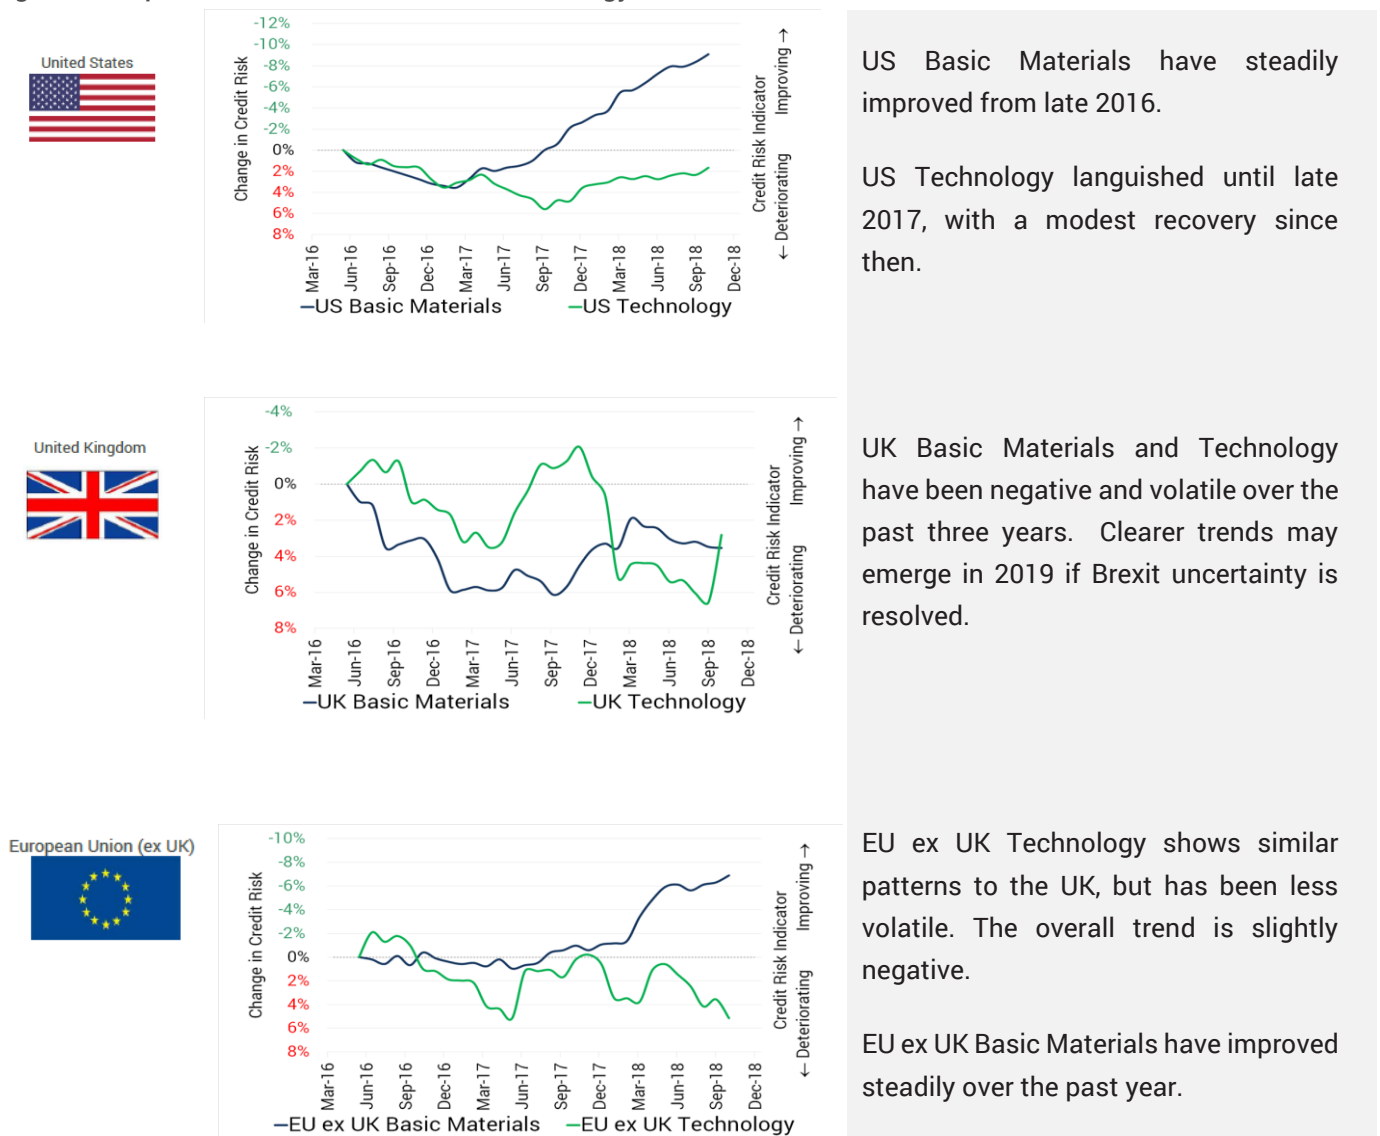 United States
-12%
-10%
-8%
-6%
-4%
-2%
0%
2%
4%
6%
8%
Change in Credit Risk
Credit Risk Indicator
← Deteriorating Improving →
Mar-16
Jun-16
Sep-16
Dec-16
Mar-17
Jun-17
Sep-17
Dec-17
Mar-18
Jun-18
Sep-18
Dec-18
US Basic Materials
US Technology
US Basic Materials have steadily
improved from late 2016.
US Technology languished until late
2017, with a modest recovery since
then.
United Kingdom
-4%
-2%
0%
2%
4%
6%
8%
Change in Credit Risk
Credit Risk Indicator
← Deteriorating Improving →
Mar-16
Jun-16
Sep-16
Dec-16
Mar-17
Jun-17
Sep-17
Dec-17
Mar-18
Jun-18
Sep-18
Dec-18
UK Basic Materials
UK Technology
UK Basic Materials and Technology
have been negative and volatile over the
past three years. Clearer trends may
emerge in 2019 if Brexit uncertainty is
resolved.
European Union (ex UK)
-10%
-8%
-6%
-4%
-2%
0%
2%
4%
6%
8%
Change in Credit Risk
Credit Risk Indicator
← Deteriorating Improving →
Mar-16
Jun-16
Sep-16
Dec-16
Mar-17
Jun-17
Sep-17
Dec-17
Mar-18
Jun-18
Sep-18
Dec-18
EU ex UK Basic Materials
EU ex UK Technology
EU ex UK Technology shows similar
patterns to the UK, but has been less
volatile. The overall trend is slightly
negative.
EU ex UK Basic Materials have improved
steadily over the past year.